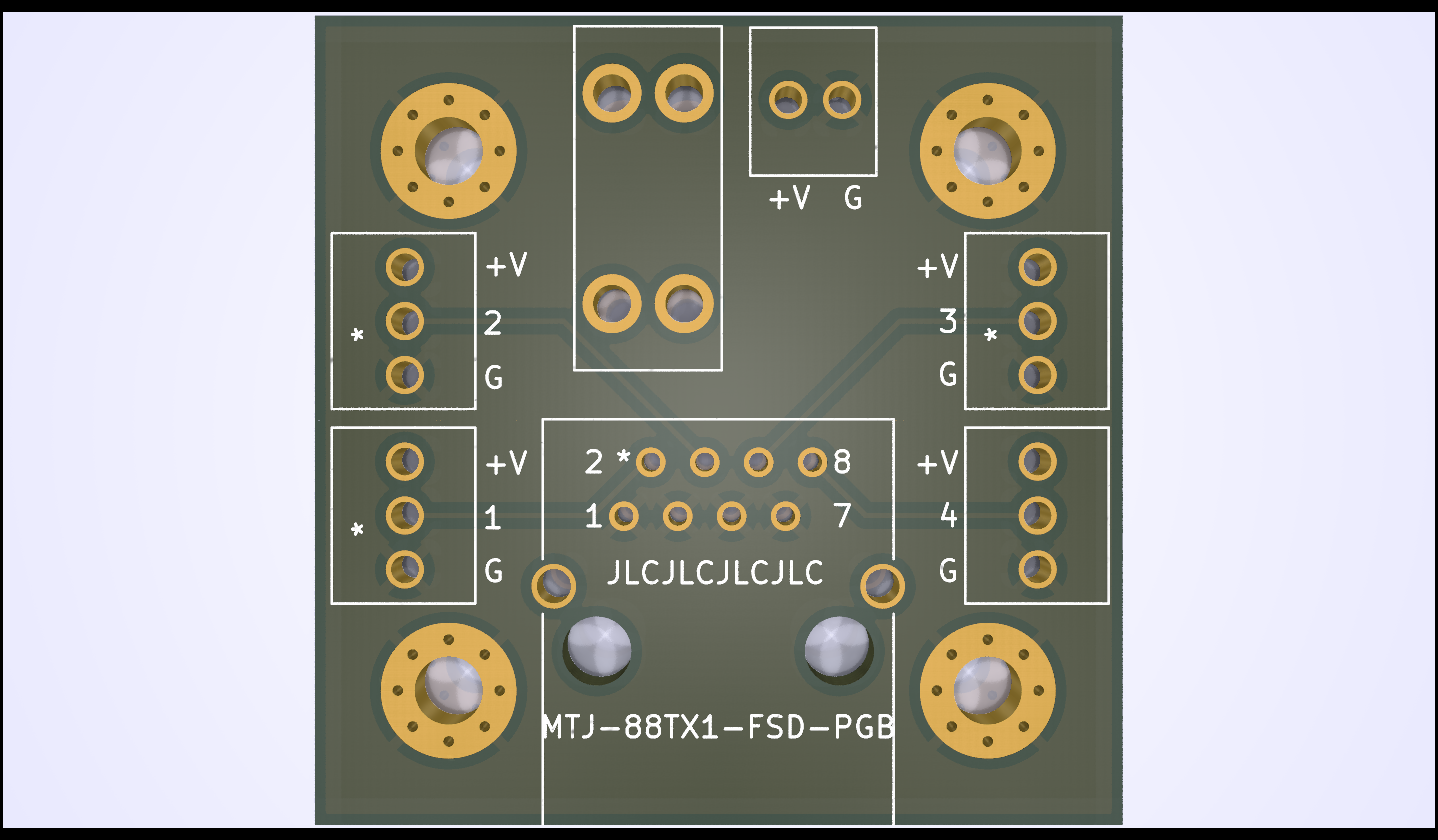 +V G
+V
2
*
G
+V
3
*
G
2 * 8
1 7
+V
1
*
G
+V
4
G
JLCJLCJLCJLC
MTJ-88TX1-FSD-PGB